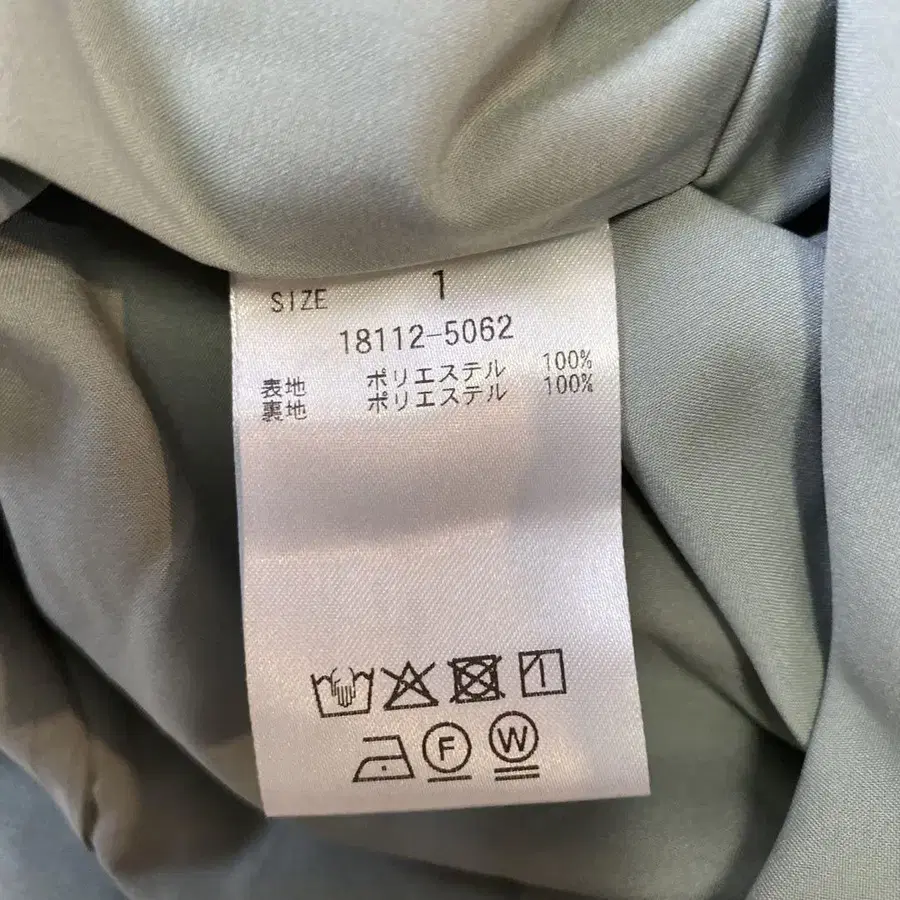 SIZE 1
18112-5062
表地 ポリエステル 100%
裏地 ポリエステル 100%
F W